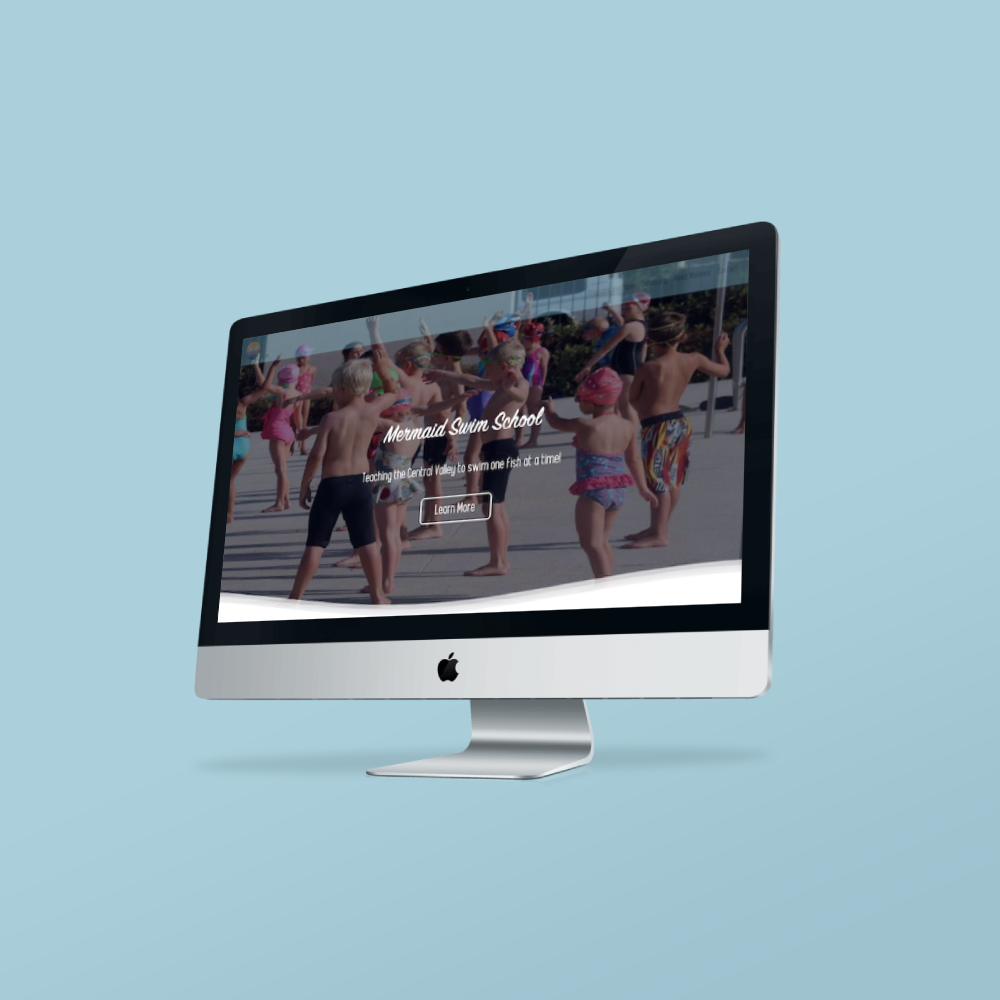 Mermaid Swim School
Teaching the Central Valley to swim one fish at a time!
Learn More